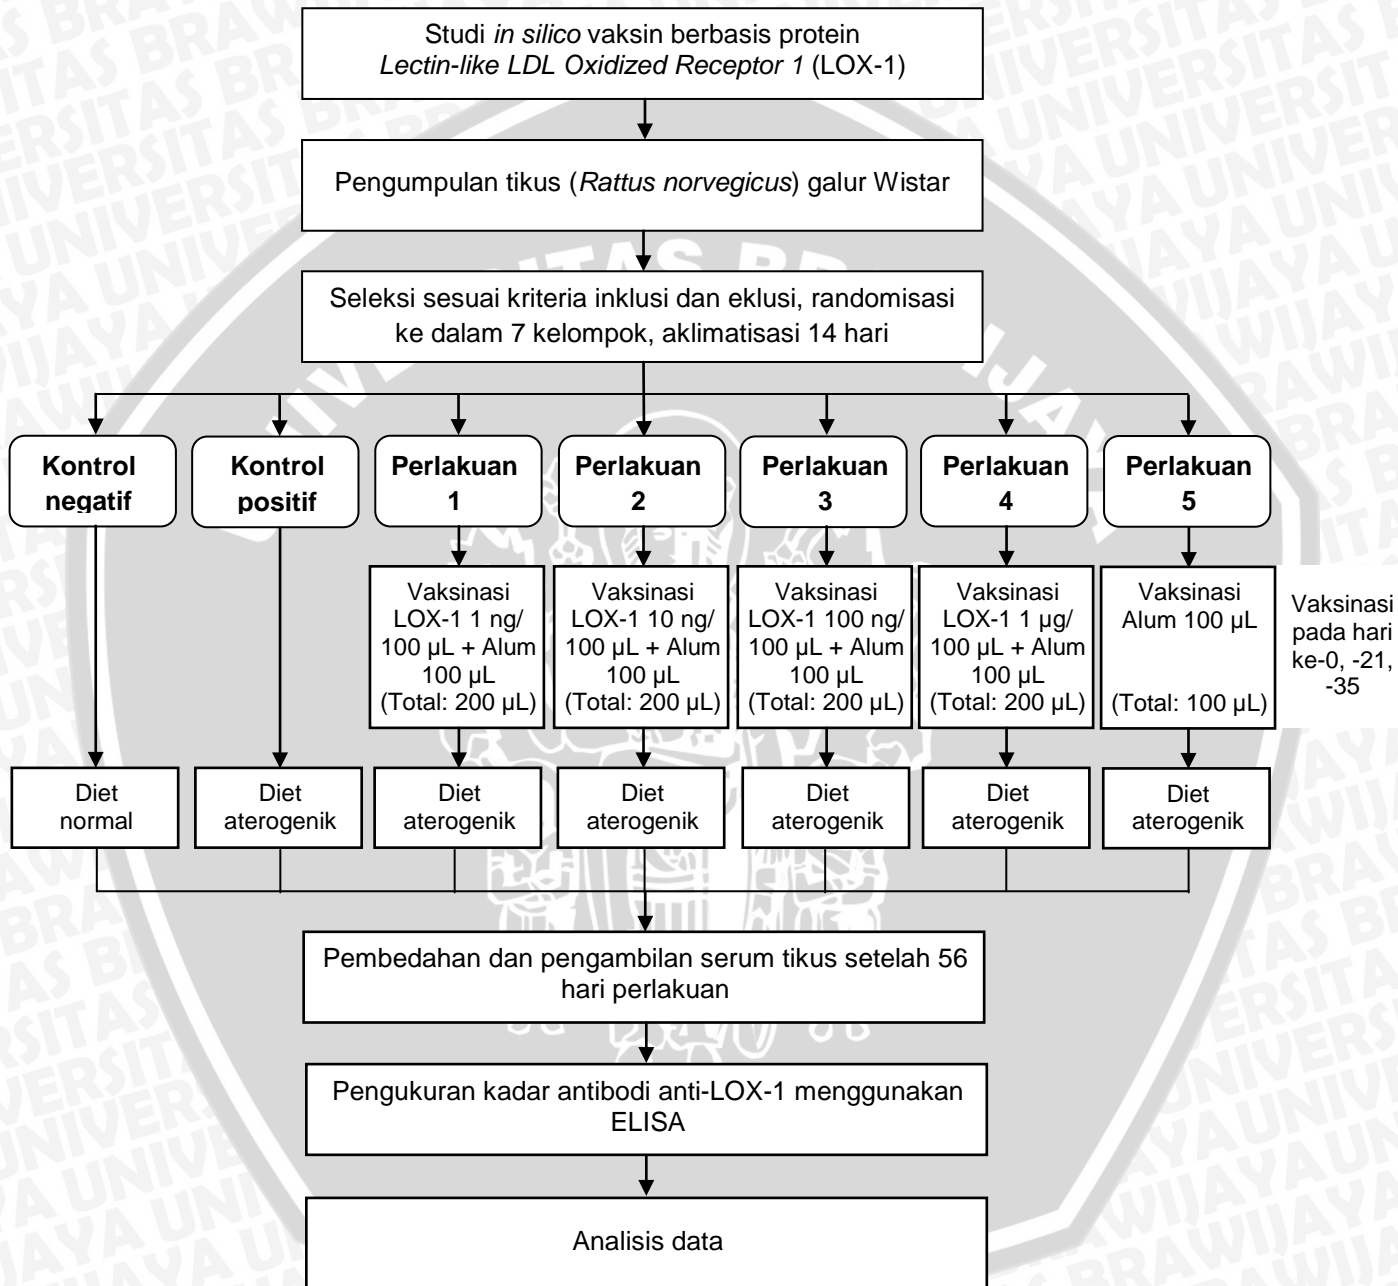 Studi in silico vaksin berbasis protein
Lectin-like LDL Oxidized Receptor 1 (LOX-1)
Pengumpulan tikus (Rattus norvegicus) galur Wistar
Seleksi sesuai kriteria inklusi dan eklusi, randomisasi
ke dalam 7 kelompok, aklimatisasi 14 hari
Kontrol
negatif
Kontrol
positif
Perlakuan
1
Perlakuan
2
Perlakuan
3
Perlakuan
4
Perlakuan
5
Vaksinasi
LOX-1 1 ng/
100 µL + Alum
100 µL
(Total: 200 µL)
Vaksinasi
LOX-1 10 ng/
100 µL + Alum
100 µL
(Total: 200 µL)
Vaksinasi
LOX-1 100 ng/
100 µL + Alum
100 µL
(Total: 200 µL)
Vaksinasi
LOX-1 1 µg/
100 µL + Alum
100 µL
(Total: 200 µL)
Vaksinasi
Alum 100 µL
(Total: 100 µL)
Vaksinasi
pada hari
ke-0, -21,
-35
Diet
normal
Diet
aterogenik
Diet
aterogenik
Diet
aterogenik
Diet
aterogenik
Diet
aterogenik
Diet
aterogenik
Pembedahan dan pengambilan serum tikus setelah 56
hari perlakuan
Pengukuran kadar antibodi anti-LOX-1 menggunakan
ELISA
Analisis data